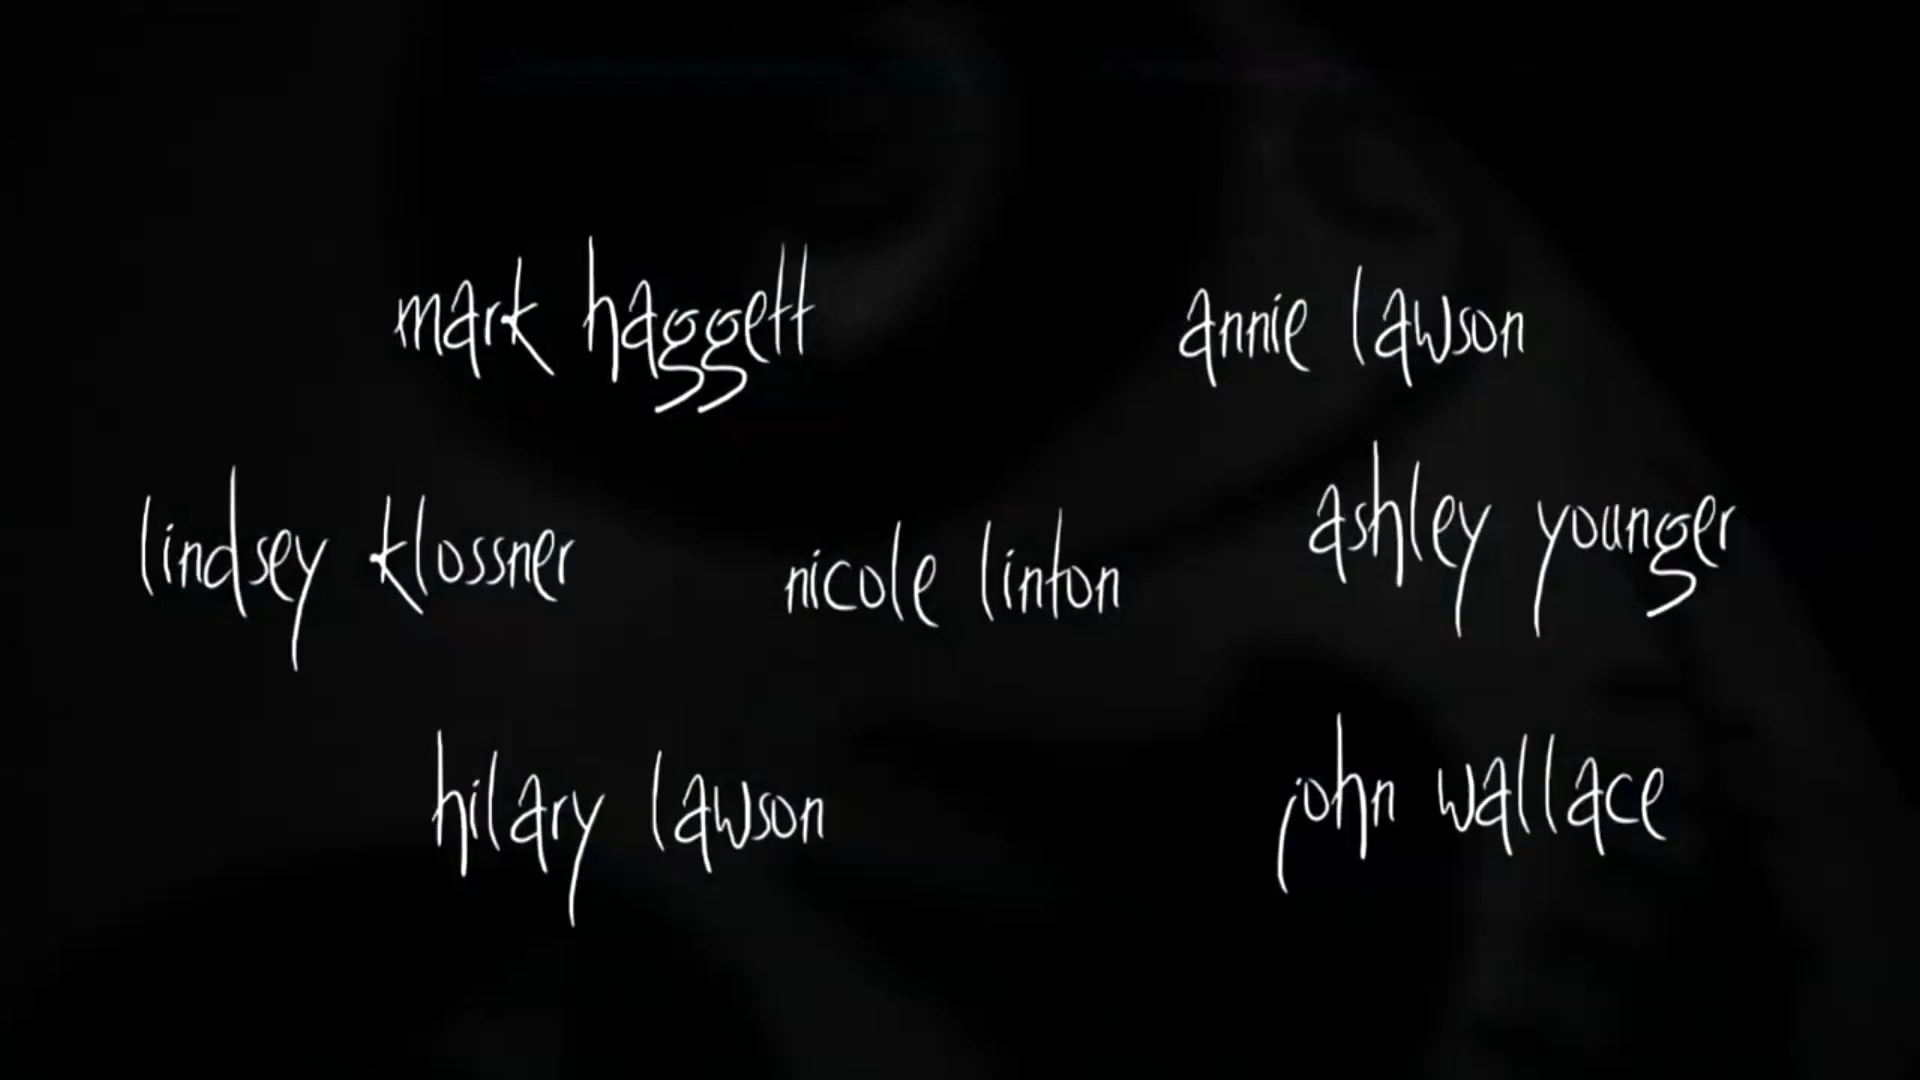 mark haggett
annie lawson
lindsey klossner
nicole linton
ashley younger
hilary lawson
john wallace